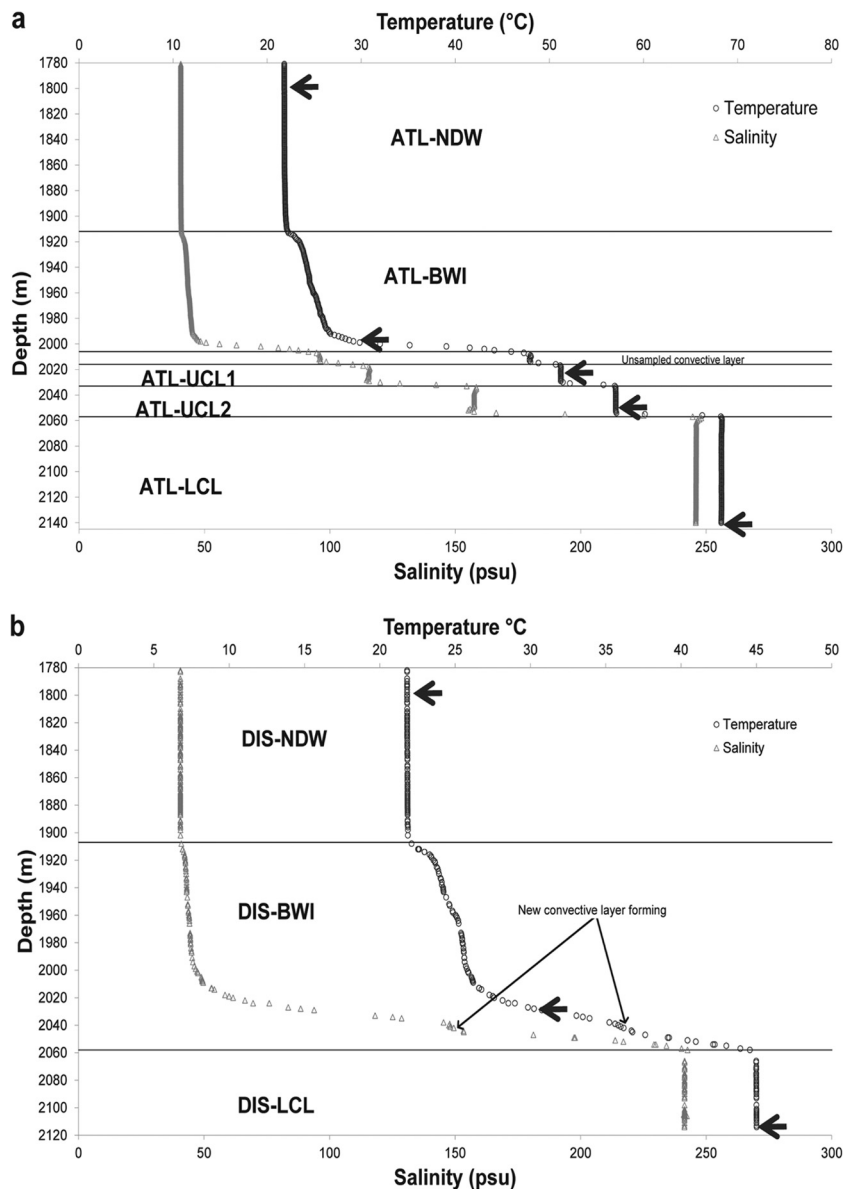 a
Temperature (°C)
0 10 20 30 40 50 60 70 80
1780
1800
1820
1840
1860
1880
1900
1920
1940
1960
1980
2000
2020
2040
2060
2080
2100
2120
2140
Depth (m)
Temperature
Salinity
ATL-NDW
ATL-BWI
Unsampled convective layer
ATL-UCL1
ATL-UCL2
ATL-LCL
0 50 100 150 200 250 300
Salinity (psu)
b
Temperature °C
0 5 10 15 20 25 30 35 40 45 50
1780
1800
1820
1840
1860
1880
1900
1920
1940
1960
1980
2000
2020
2040
2060
2080
2100
2120
Depth (m)
Temperature
Salinity
DIS-NDW
DIS-BWI
New convective layer forming
DIS-LCL
0 50 100 150 200 250 300
Salinity (psu)